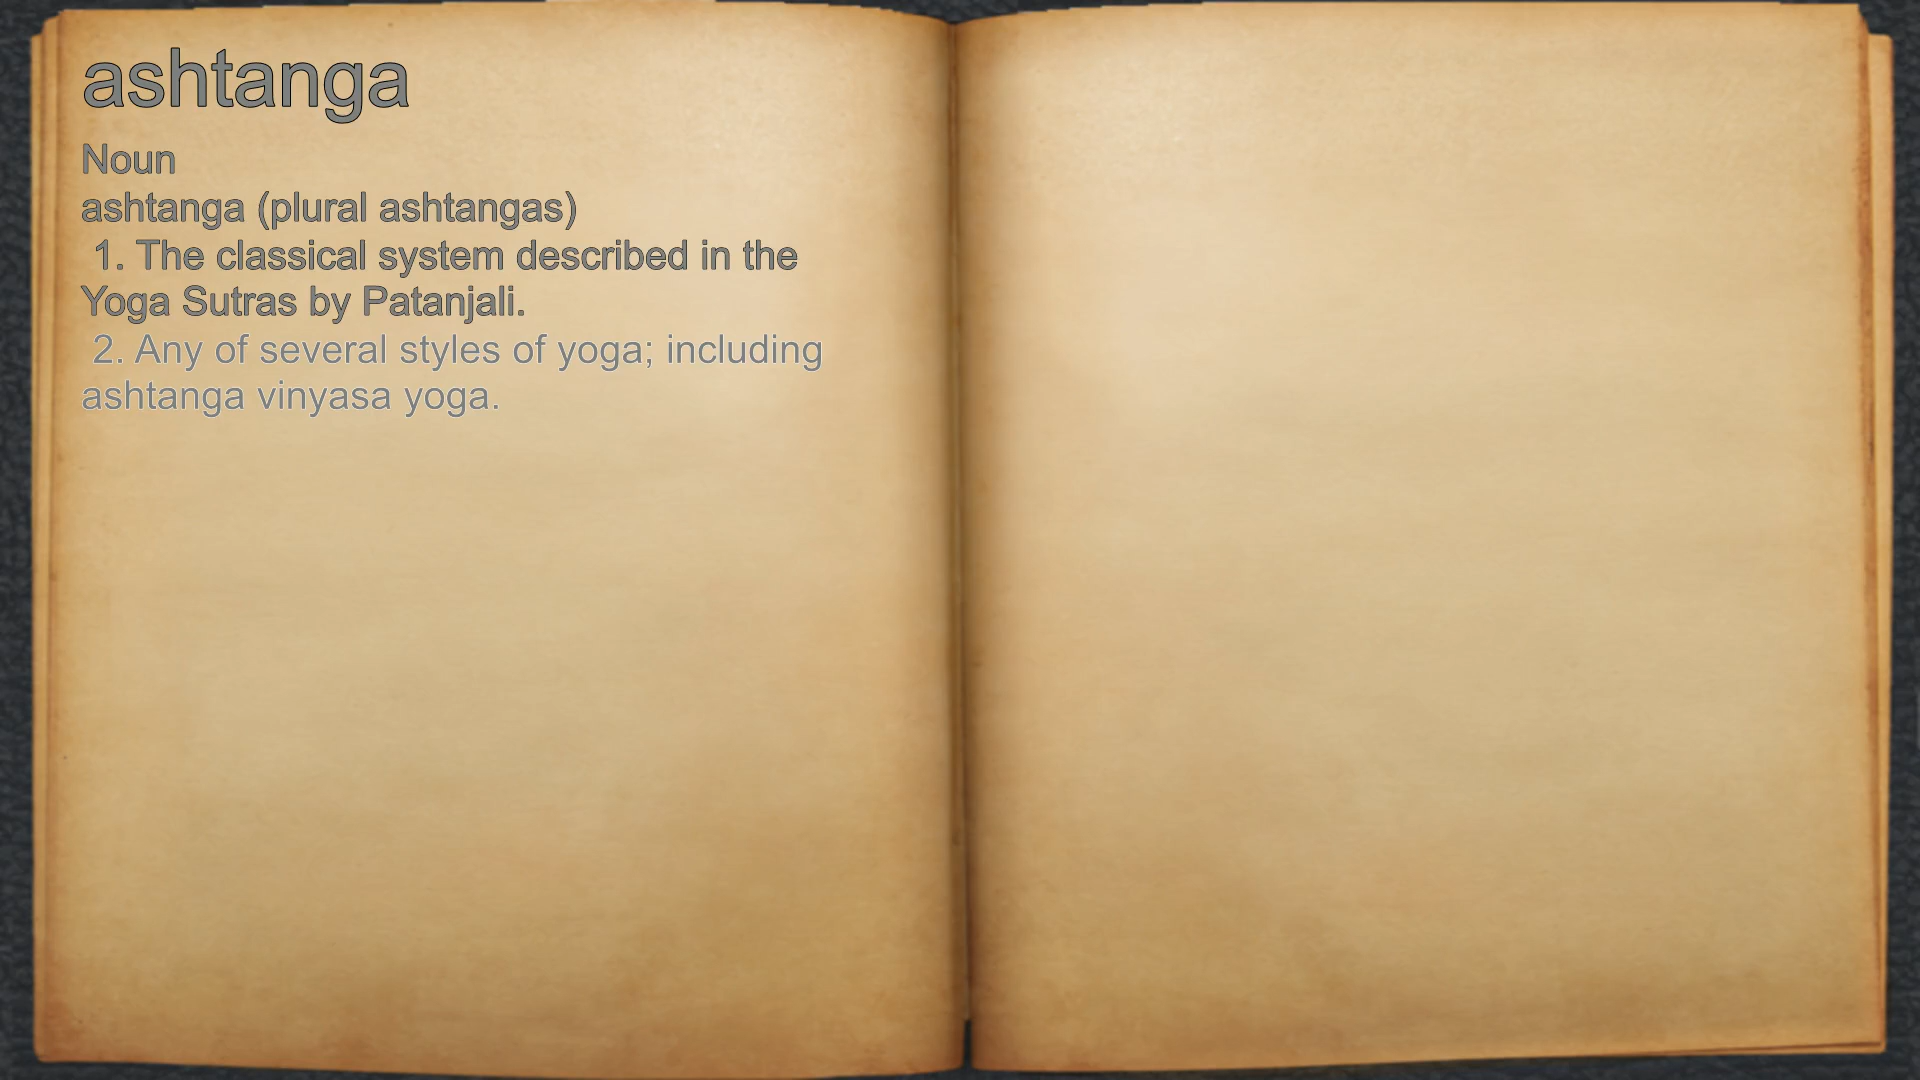 ashtanga
Noun
ashtanga (plural ashtangas)
1. The classical system described in the
Yoga Sutras by Patanjali.
2. Any of several styles of yoga; including
ashtanga vinyasa yoga.